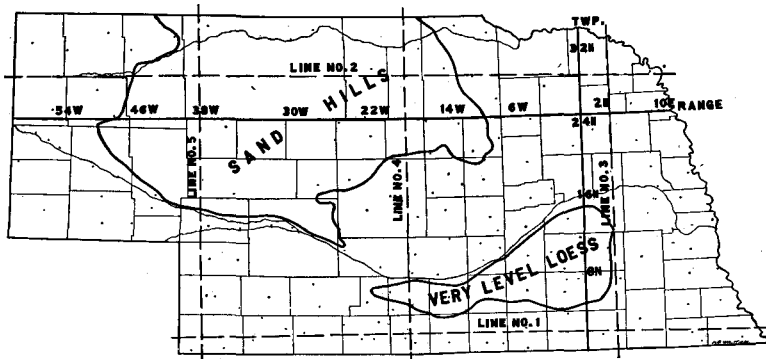 TWP.
32N
LINE NO.2
54W 46W 38W 30W 22W 14W 6W 2E 10E RANGE
24N
SAND HILLS
LINE NO.5
LINE NO.4
LINE NO.3
16N
VERY LEVEL LOESS
8N
LINE NO.1